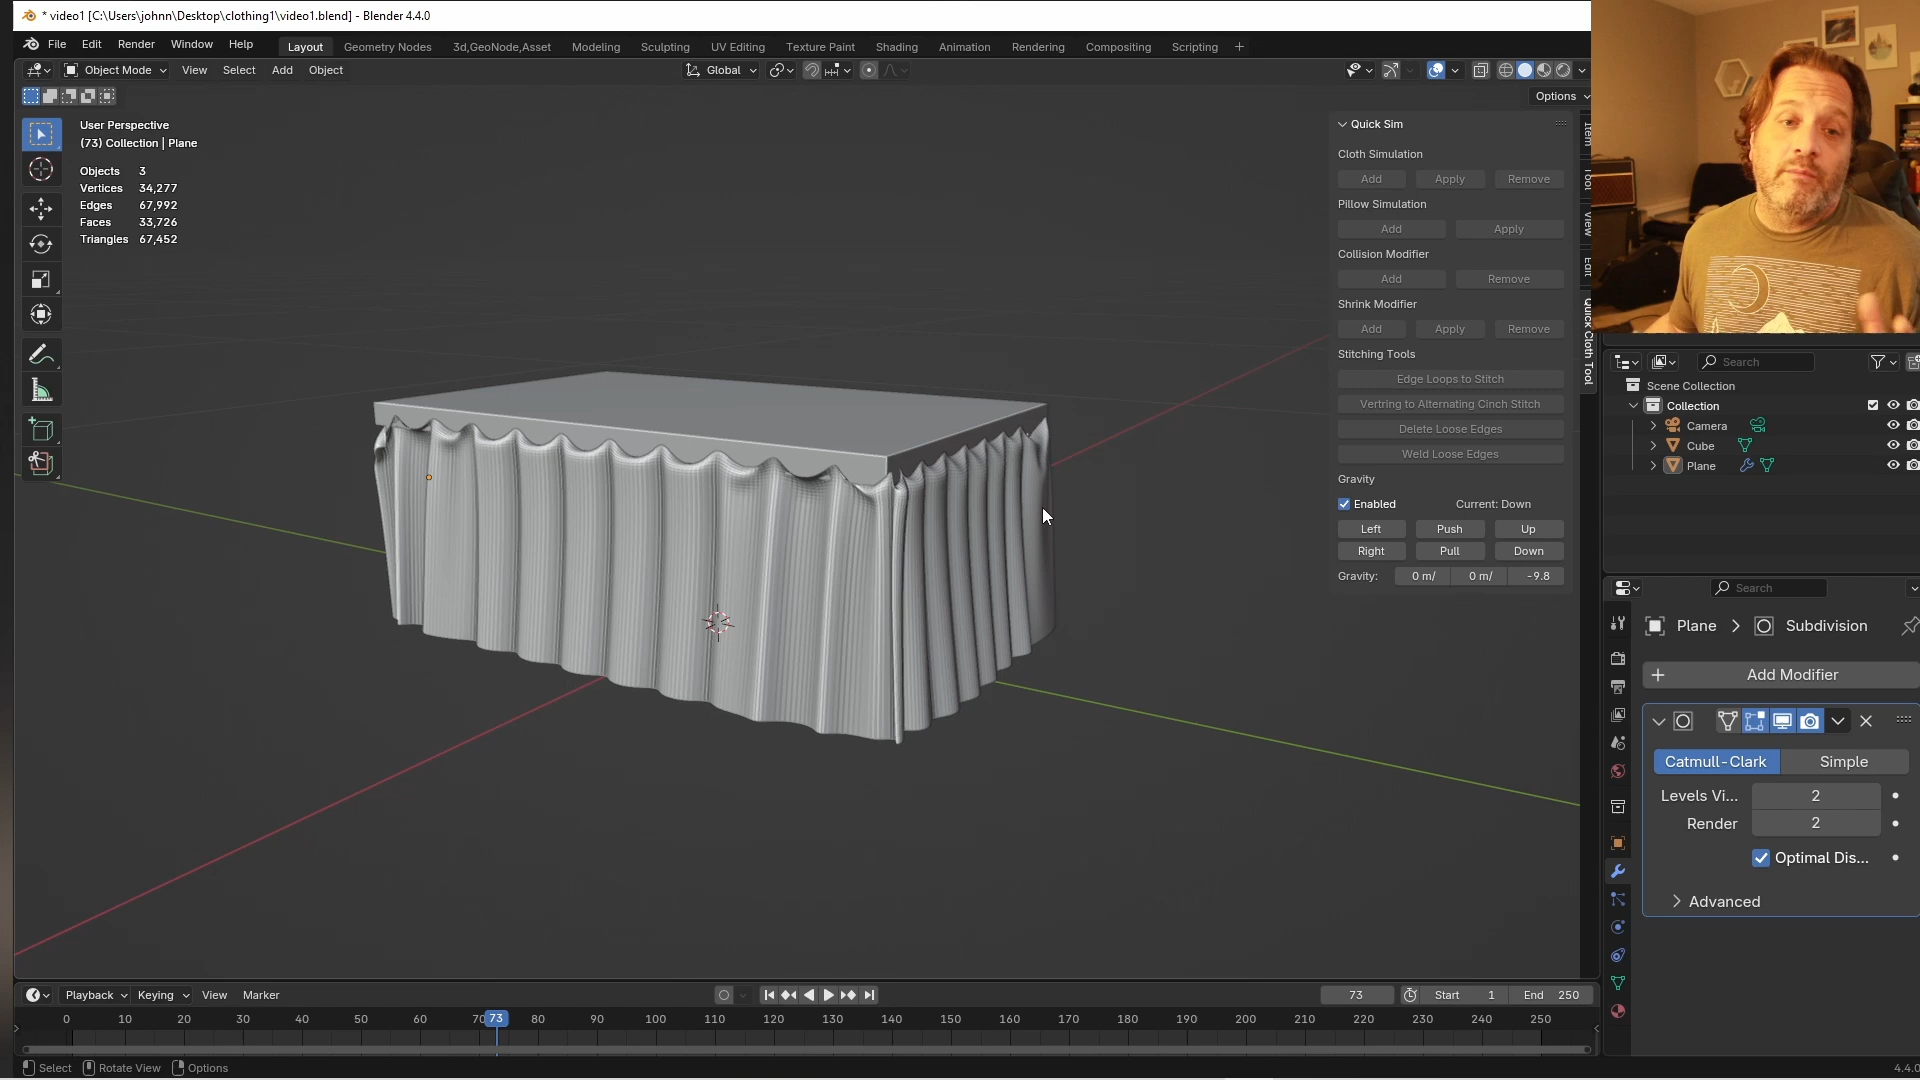 * video1 [C:\Users\johnn\Desktop\clothing1\video1.blend] - Blender 4.4.0
File Edit Render Window Help
Layout Geometry Nodes 3d,GeoNode,Asset Modeling Sculpting UV Editing Texture Paint Shading Animation Rendering Compositing Scripting +
Object Mode View Select Add Object Global
Options
User Perspective
(73) Collection | Plane
Objects 3
Vertices 34,277
Edges 67,992
Faces 33,726
Triangles 67,452
Quick Sim
Cloth Simulation
Add Apply Remove
Pillow Simulation
Add Apply
Collision Modifier
Add Remove
Shrink Modifier
Add Apply Remove
Stitching Tools
Edge Loops to Stitch
Vertring to Alternating Cinch Stitch
Delete Loose Edges
Weld Loose Edges
Gravity
Enabled Current: Down
Left Push Up
Right Pull Down
Gravity: 0 m/ 0 m/ -9.8
Item
Tool
View
Edit
Quick Cloth Tool
Search
Scene Collection
Collection
Camera
Cube
Plane
Search
Plane > Subdivision
+ Add Modifier
Catmull-Clark Simple
Levels Vi... 2
Render 2
Optimal Dis...
Advanced
Playback Keying View Marker
73 Start 1 End 250
0 10 20 30 40 50 60 70 73 80 90 100 110 120 130 140 150 160 170 180 190 200 210 220 230 240 250
Select Rotate View Options
4.4.0